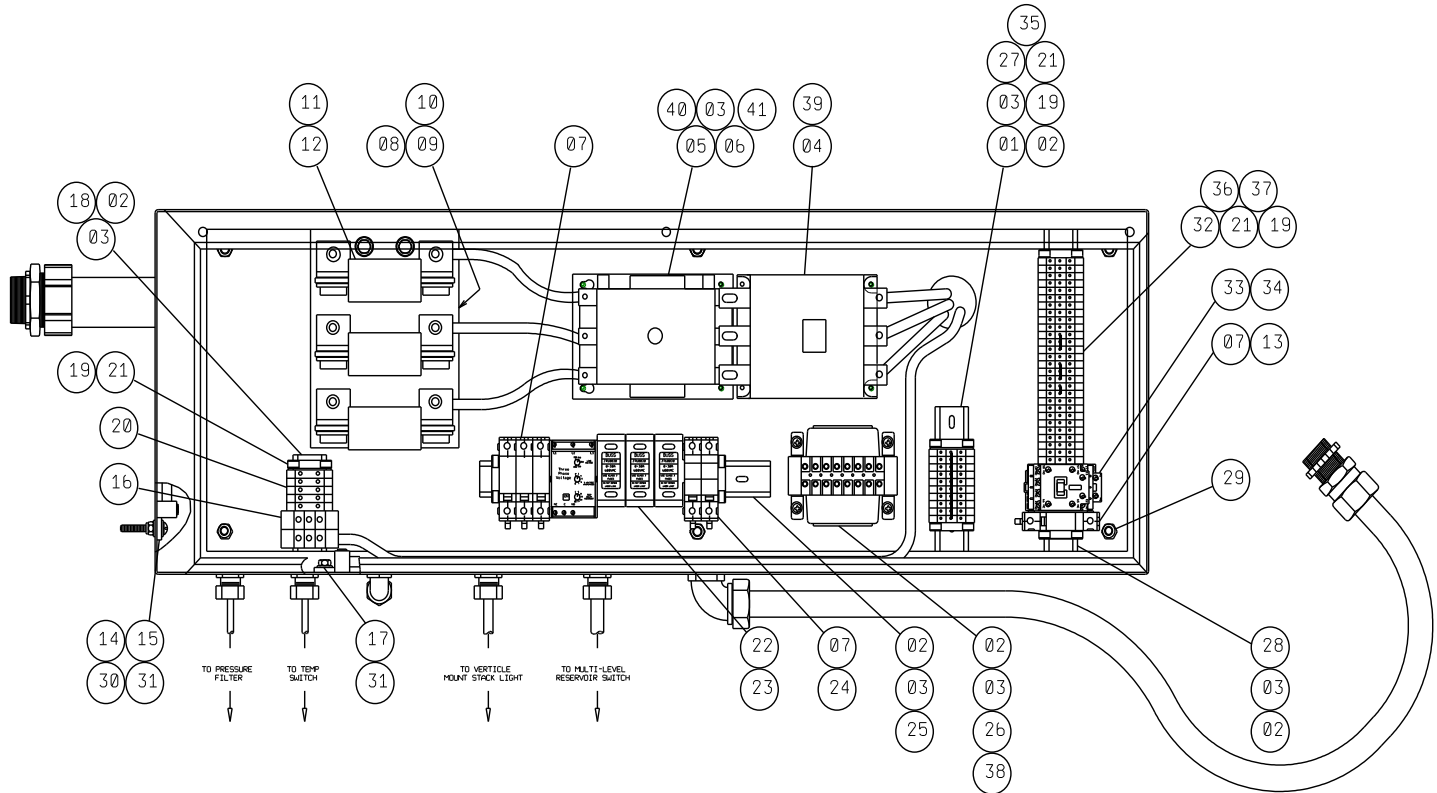 35
27 21
11 10 40 03 41 39 03 19
12 08 09 07 05 06 04 01 02
18 02
03
36 37
32 21 19
33 34
07 13
19 21
20
16
29
Three
Phase
Voltage
BUSS BUSS BUSS
14 15
30 31
17
31
TO PRESSURE
FILTER
TO TEMP
SWITCH
TO VERTICLE
MOUNT STACK LIGHT
TO MULTI-LEVEL
RESERVOIR SWITCH
22
23
07
24
02
03
25
02
03
26
38
28
03
02